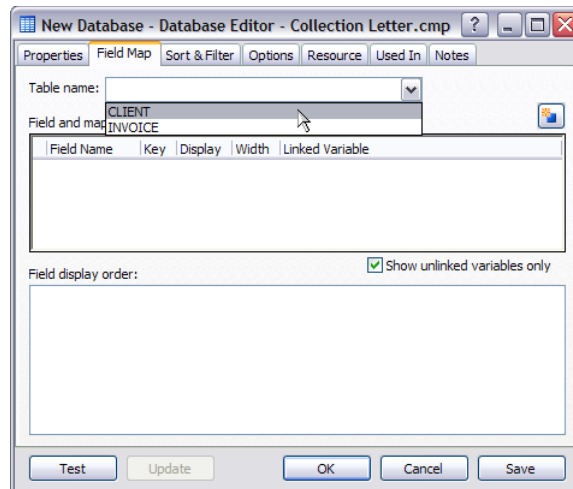 New Database - Database Editor - Collection Letter.cmp
Properties Field Map Sort & Filter Options Resource Used In Notes
Table name:
CLIENT
Field and map
INVOICE
Field Name Key Display Width Linked Variable
Show unlinked variables only
Field display order:
Test Update OK Cancel Save